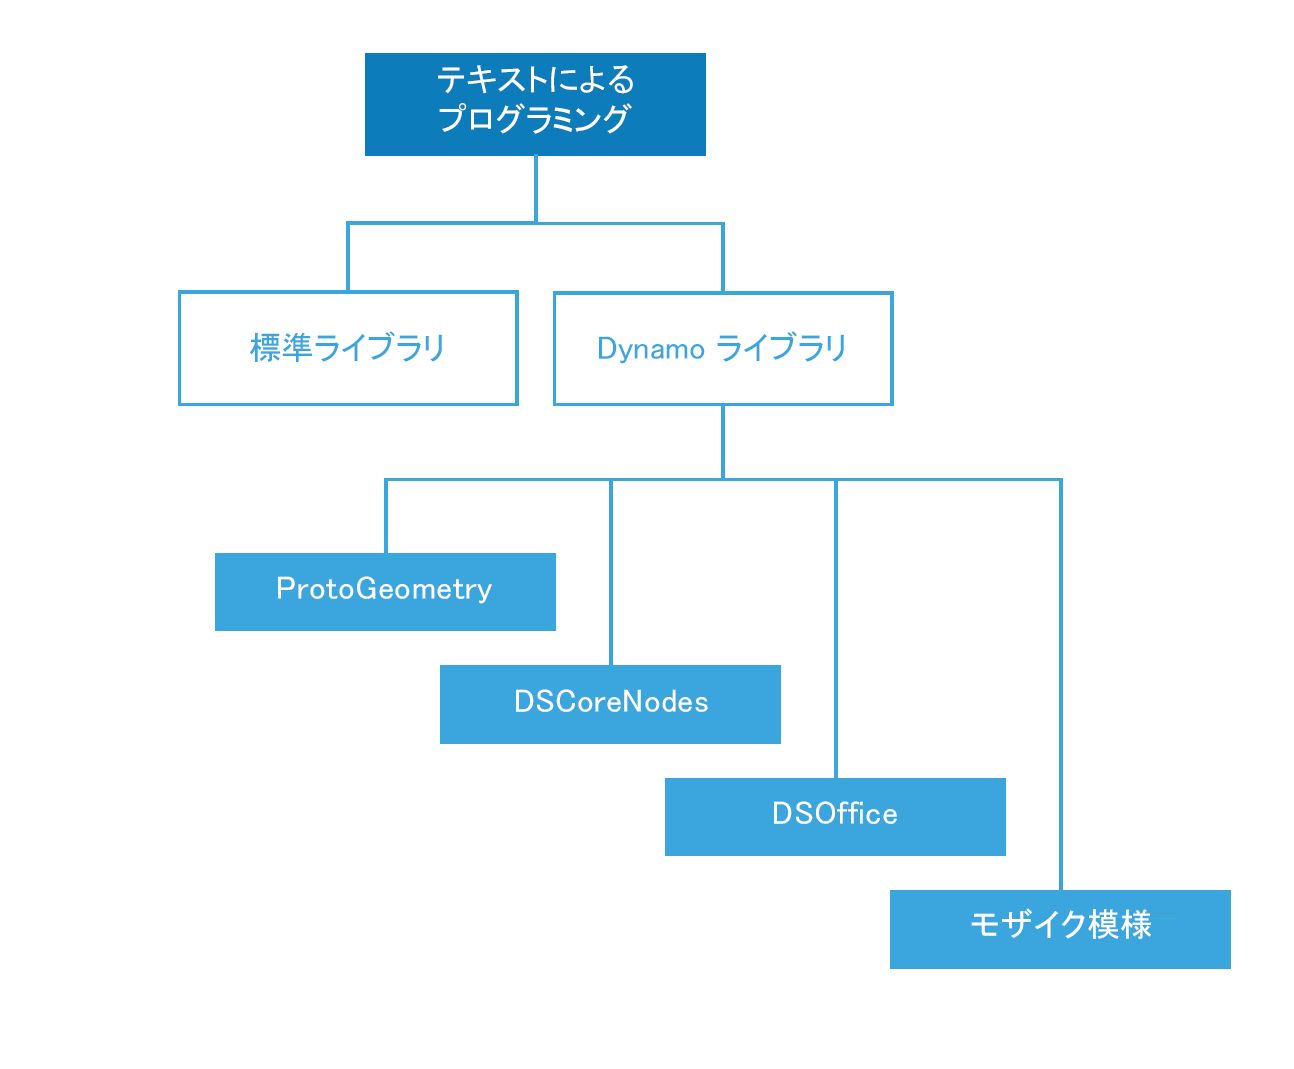 テキストによる
プログラミング
標準ライブラリ
Dynamo ライブラリ
ProtoGeometry
DSCoreNodes
DSOffice
モザイク模様